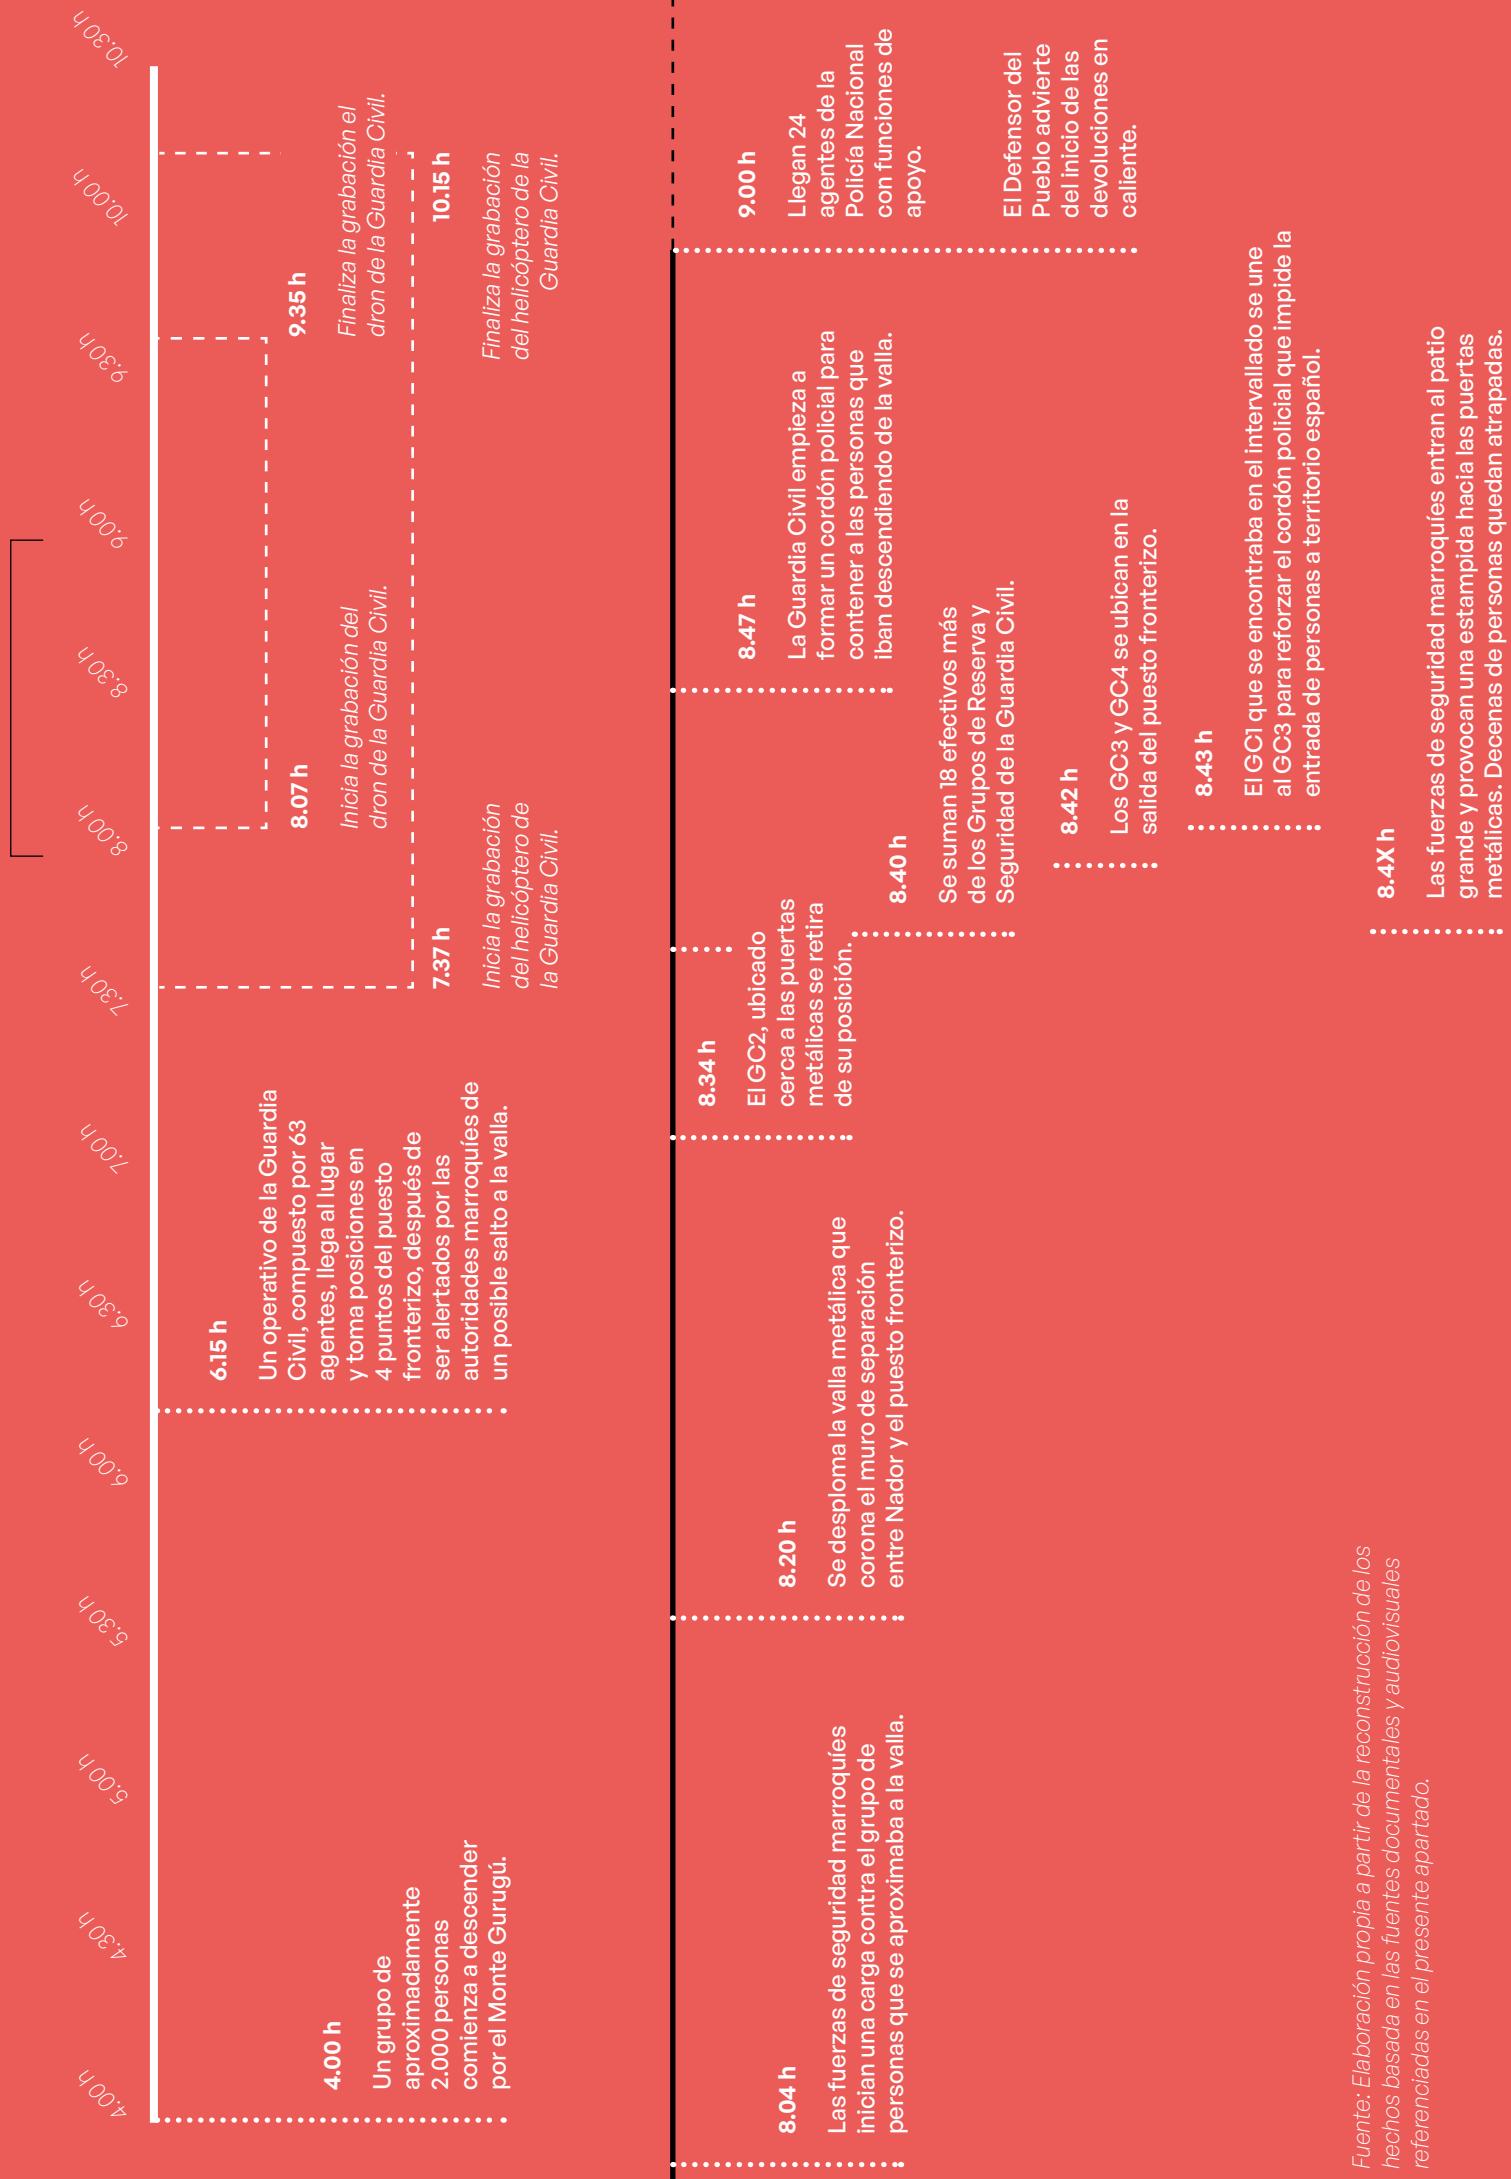 4.00 h
4.30 h
5.00 h
5.30 h
6.00 h
6.30 h
7.00 h
7.30 h
8.00 h
8.30 h
9.00 h
9.30 h
10.00 h
10.30 h
4.00 h
Un grupo de
aproximadamente
2.000 personas
comienza a descender
por el Monte Gurugú.
6.15 h
Un operativo de la Guardia
Civil, compuesto por 63
agentes, llega al lugar
y toma posiciones en
4 puntos del puesto
fronterizo, después de
ser alertados por las
autoridades marroquíes de
un posible salto a la valla.
7.37 h
Inicia la grabación
del helicóptero de
la Guardia Civil.
8.07 h
Inicia la grabación del
dron de la Guardia Civil.
9.35 h
Finaliza la grabación el
dron de la Guardia Civil.
10.15 h
Finaliza la grabación
del helicóptero de la
Guardia Civil.
8.04 h
Las fuerzas de seguridad marroquíes
inician una carga contra el grupo de
personas que se aproximaba a la valla.
8.20 h
Se desploma la valla metálica que
corona el muro de separación
entre Nador y el puesto fronterizo.
8.34 h
El GC2, ubicado
cerca a las puertas
metálicas se retira
de su posición.
8.40 h
Se suman 18 efectivos más
de los Grupos de Reserva y
Seguridad de la Guardia Civil.
8.42 h
Los GC3 y GC4 se ubican en la
salida del puesto fronterizo.
8.43 h
El GC1 que se encontraba en el intervallado se une
al GC3 para reforzar el cordón policial que impide la
entrada de personas a territorio español.
8.4X h
Las fuerzas de seguridad marroquíes entran al patio
grande y provocan una estampida hacia las puertas
metálicas. Decenas de personas quedan atrapadas.
8.47 h
La Guardia Civil empieza a
formar un cordón policial para
contener a las personas que
iban descendiendo de la valla.
9.00 h
Llegan 24
agentes de la
Policía Nacional
con funciones de
apoyo.
El Defensor del
Pueblo advierte
del inicio de las
devoluciones en
caliente.
Fuente: Elaboración propia a partir de la reconstrucción de los
hechos basada en las fuentes documentales y audiovisuales
referenciadas en el presente apartado.